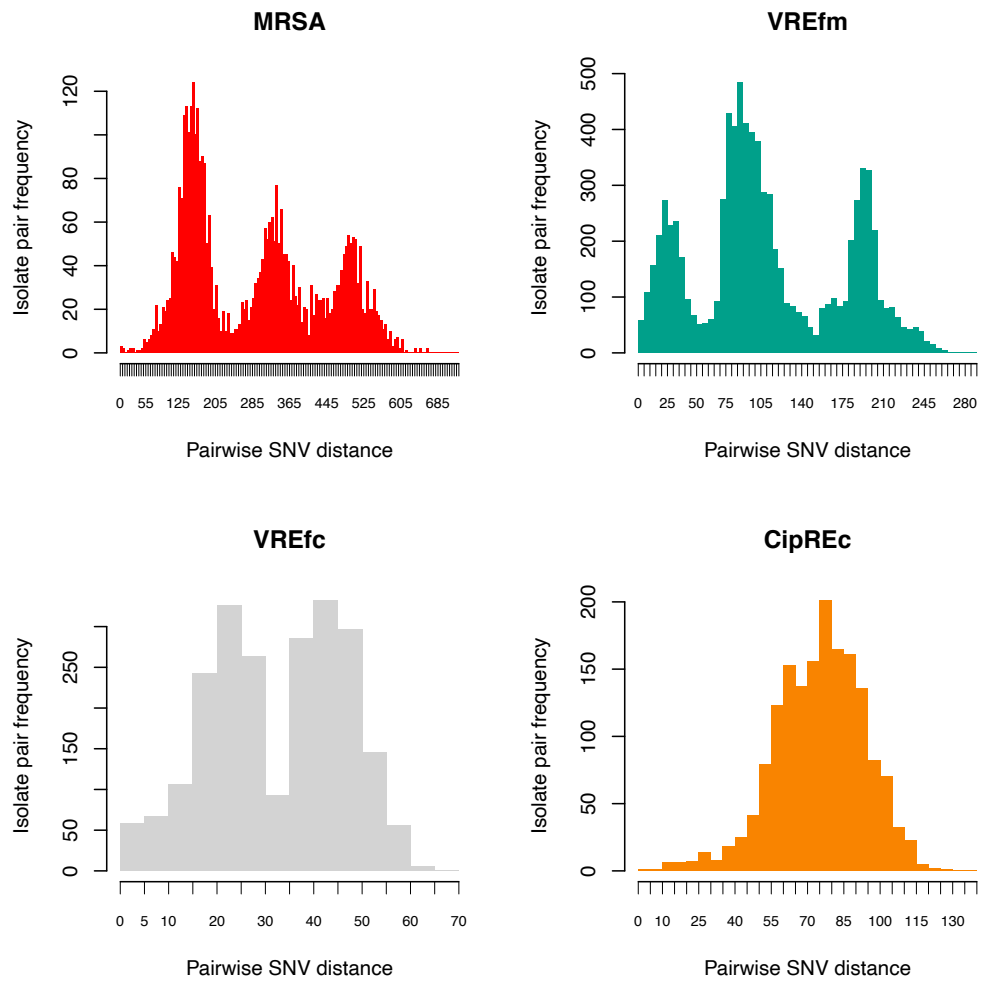 MRSA
Isolate pair frequency
0 20 40 60 80 120
0 55 125 205 285 365 445 525 605 685
Pairwise SNV distance
VREfm
Isolate pair frequency
0 100 200 300 400 500
0 25 50 75 105 140 175 210 245 280
Pairwise SNV distance
VREfc
Isolate pair frequency
0 50 150 250
0 5 10 20 30 40 50 60 70
Pairwise SNV distance
CipREc
Isolate pair frequency
0 50 100 150 200
0 10 25 40 55 70 85 100 115 130
Pairwise SNV distance